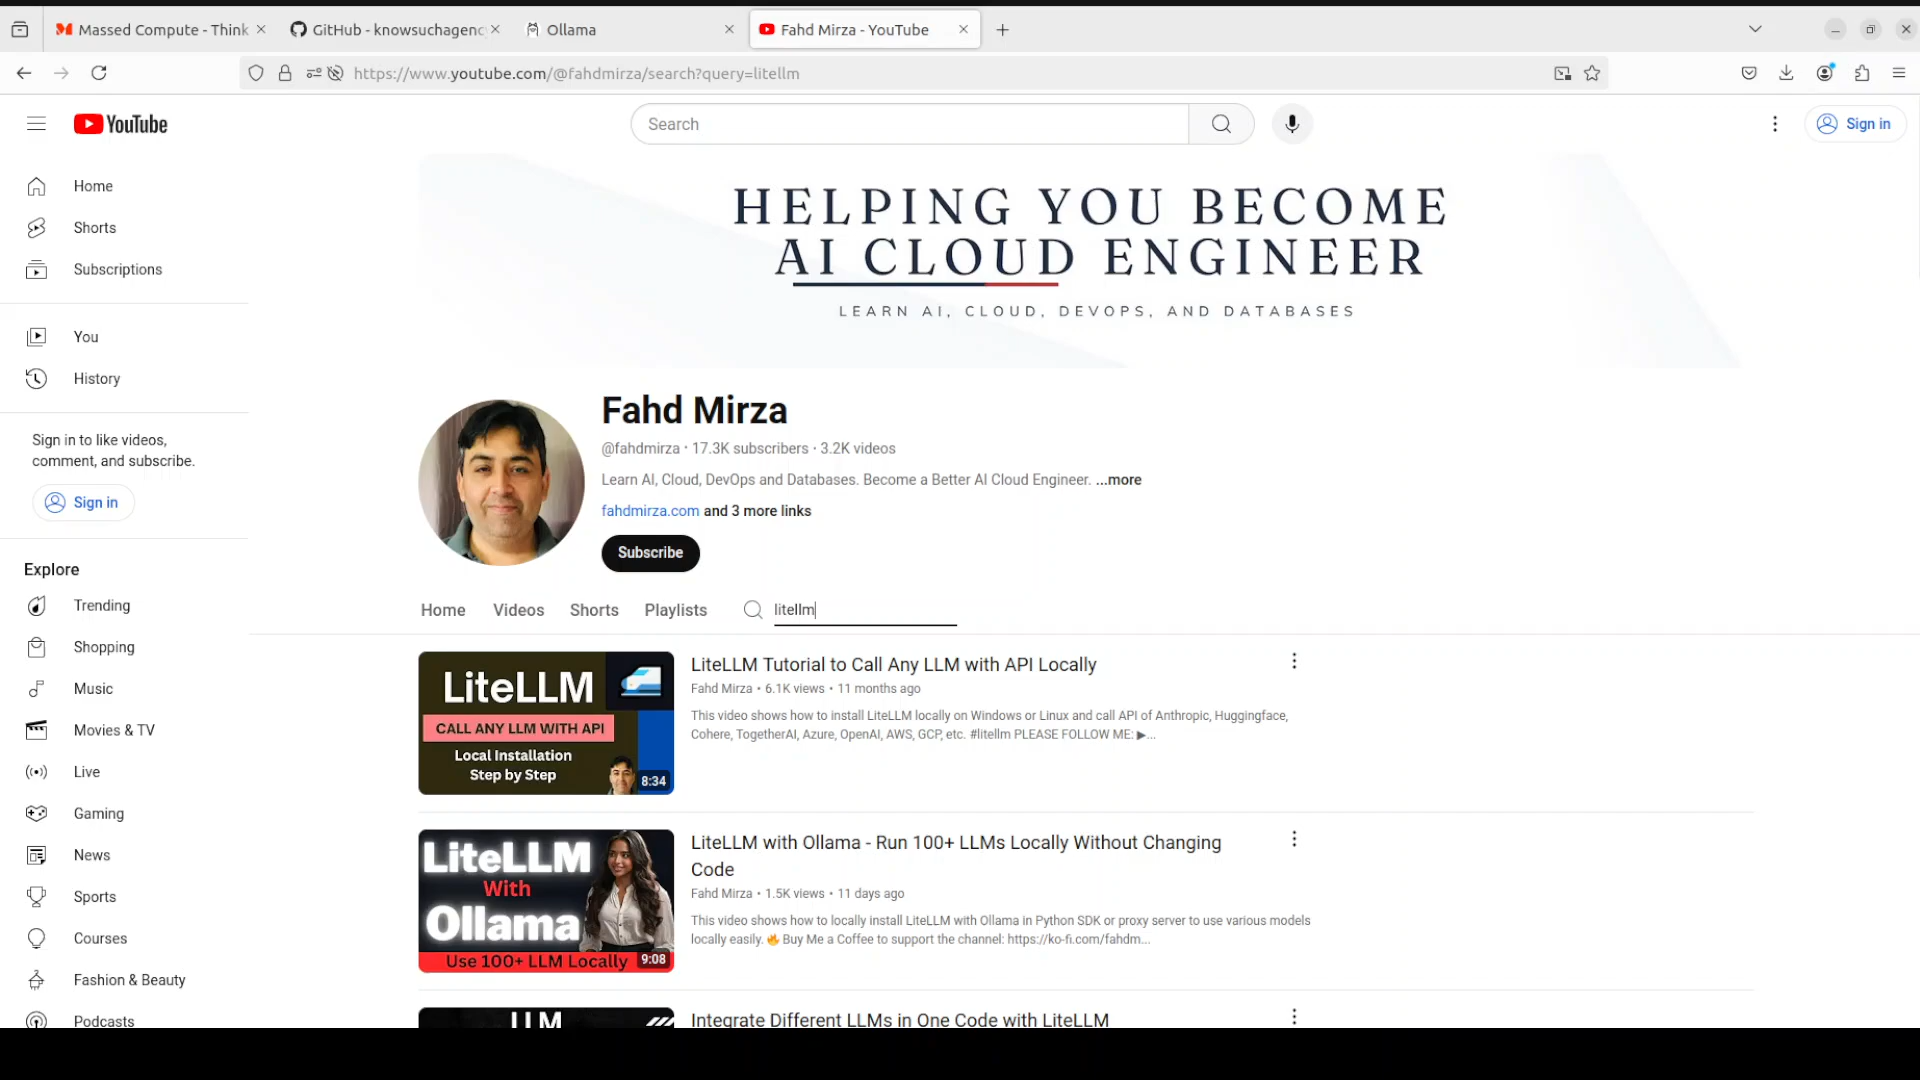 Massed Compute - Think
GitHub - knowsuchagenc
Ollama
Fahd Mirza - YouTube
https://www.youtube.com/@fahdmirza/search?query=litellm
YouTube
Search
Sign in
Home
Shorts
Subscriptions
You
History
Sign in to like videos,
comment, and subscribe.
Sign in
Explore
Trending
Shopping
Music
Movies & TV
Live
Gaming
News
Sports
Courses
Fashion & Beauty
Podcasts
HELPING YOU BECOME
AI CLOUD ENGINEER
LEARN AI, CLOUD, DEVOPS, AND DATABASES
Fahd Mirza
@fahdmirza • 17.3K subscribers • 3.2K videos
Learn AI, Cloud, DevOps and Databases. Become a Better AI Cloud Engineer. ...more
fahdmirza.com and 3 more links
Subscribe
Home Videos Shorts Playlists litellm
LiteLLM
CALL ANY LLM WITH API
Local Installation
Step by Step
8:34
LiteLLM Tutorial to Call Any LLM with API Locally
Fahd Mirza • 6.1K views • 11 months ago
This video shows how to install LiteLLM locally on Windows or Linux and call API of Anthropic, Huggingface,
Cohere, TogetherAI, Azure, OpenAI, AWS, GCP, etc. #litellm PLEASE FOLLOW ME: ▶...
LiteLLM
With
Ollama
Use 100+ LLM Locally
9:08
LiteLLM with Ollama - Run 100+ LLMs Locally Without Changing
Code
Fahd Mirza • 1.5K views • 11 days ago
This video shows how to locally install LiteLLM with Ollama in Python SDK or proxy server to use various models
locally easily. 🔥 Buy Me a Coffee to support the channel: https://ko-fi.com/fahdm...
LLM
Integrate Different LLMs in One Code with LiteLLM